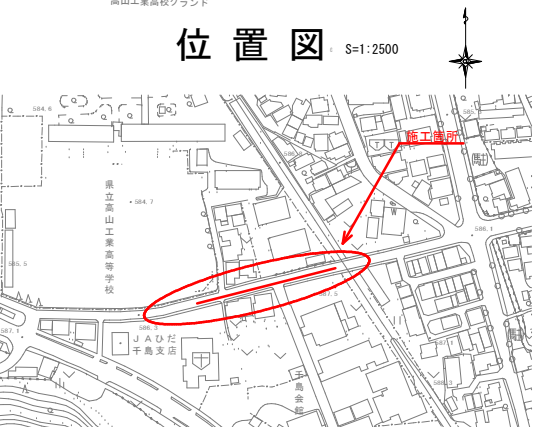 高山工業高校グランド
位置図 S=1:2500
584.6
585.5
施工箇所
県立高山工業高等学校
584.7
W
586.1
585.5
587.5
587.1
586.3
JAひだ
千島支店
千島会館